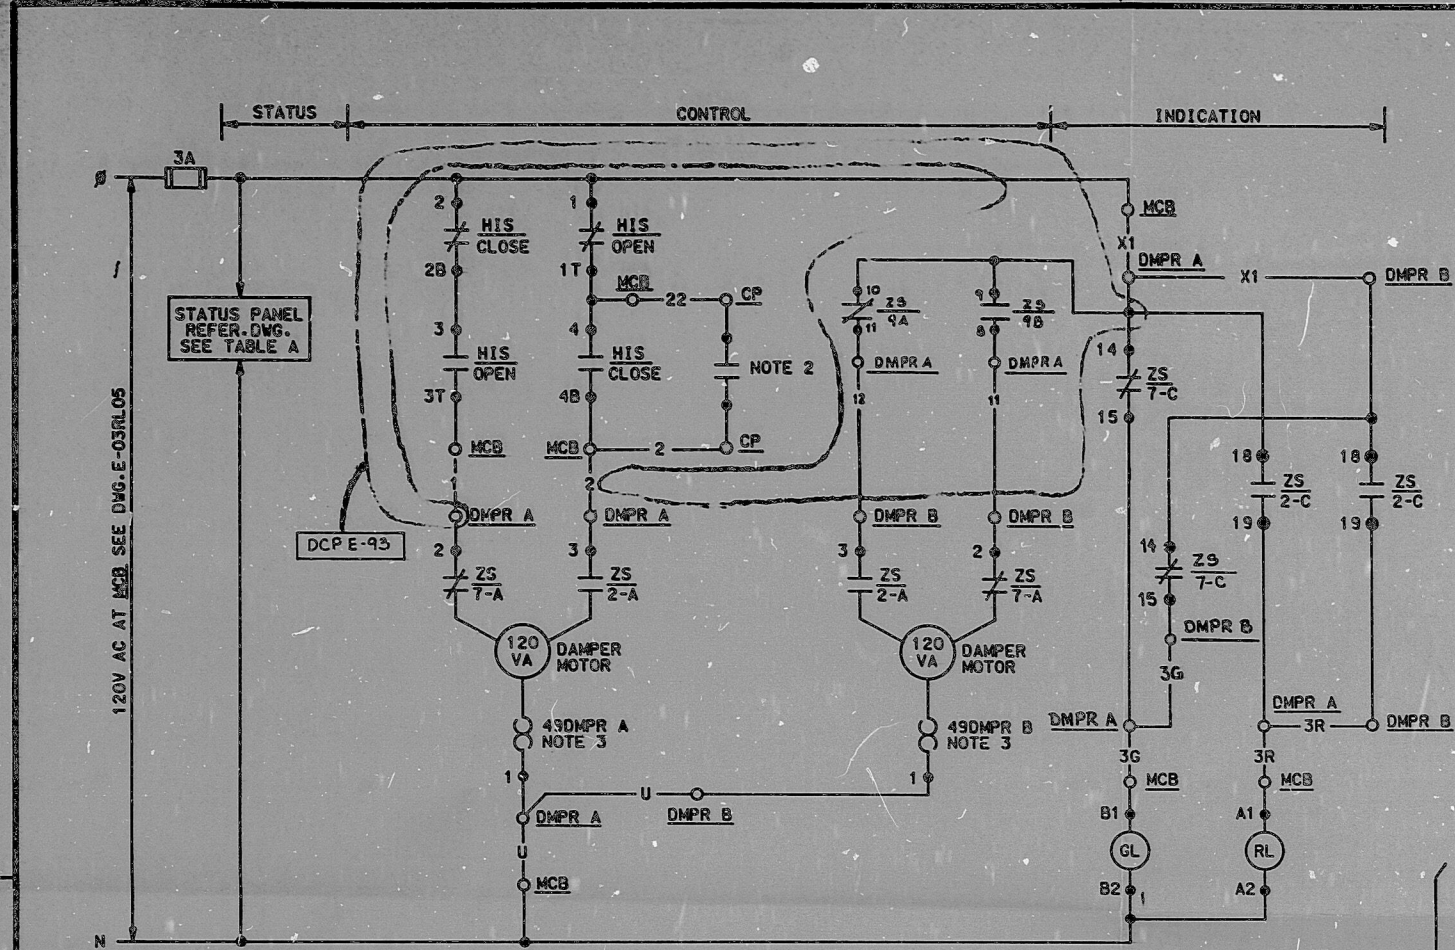 STATUS
CONTROL
INDICATION
3A
Ø
2
1
MCB
HIS
CLOSE
HIS
OPEN
X1
2B
1T
MCB
22
CP
DMPR A
X1
DMPR B
10
ZS
9A
11
9
ZS
9B
8
STATUS PANEL
REFER.DWG.
SEE TABLE A
3
4
HIS
OPEN
HIS
CLOSE
NOTE 2
DMPR A
DMPR A
14
ZS
7-C
15
3T
4B
12
11
MCB
MCB
2
CP
18
ZS
2-C
19
18
ZS
2-C
19
1
2
DMPR A
DMPR A
DMPR B
DMPR B
DCP E-93
2
3
3
2
ZS
7-A
ZS
2-A
ZS
2-A
ZS
7-A
14
ZS
7-C
15
DMPR B
3G
120V AC AT MCB SEE DWG.E-03RL05
120
VA
DAMPER
MOTOR
120
VA
DAMPER
MOTOR
49DMPR A
NOTE 3
49DMPR B
NOTE 3
DMPR A
DMPR A
3R
DMPR B
1
1
3G
3R
MCB
MCB
U
DMPR A
DMPR B
B1
A1
GL
RL
U
MCB
B2
1
A2
N